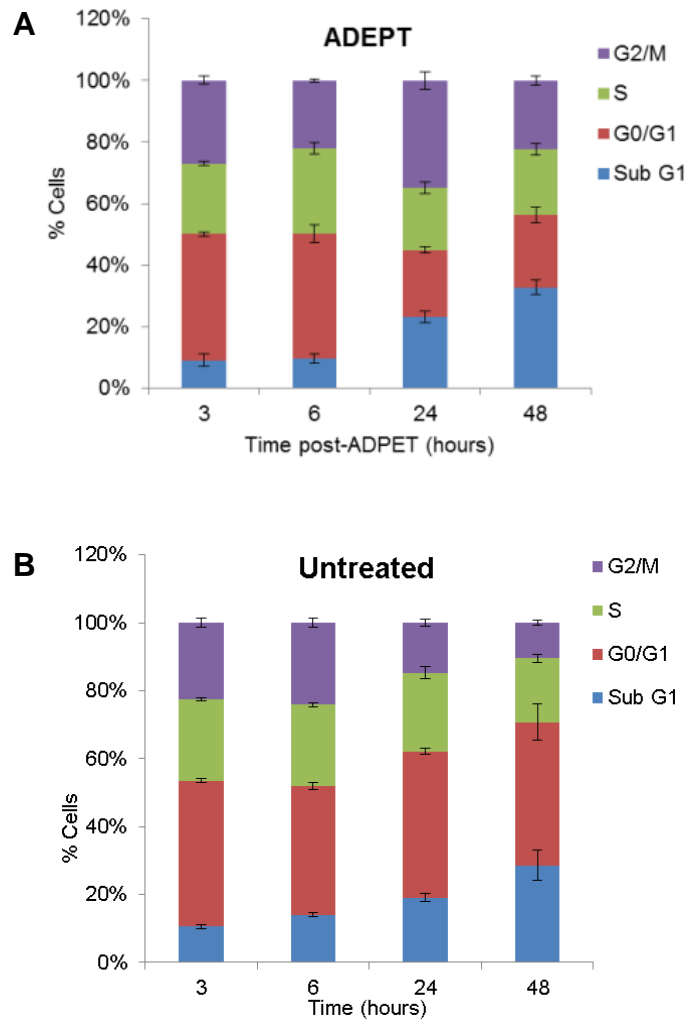 A
ADEPT
120%
100%
80%
60%
40%
20%
0%
% Cells
3 6 24 48
Time post-ADPET (hours)
G2/M
S
G0/G1
Sub G1
B
Untreated
120%
100%
80%
60%
40%
20%
0%
% Cells
3 6 24 48
Time (hours)
G2/M
S
G0/G1
Sub G1